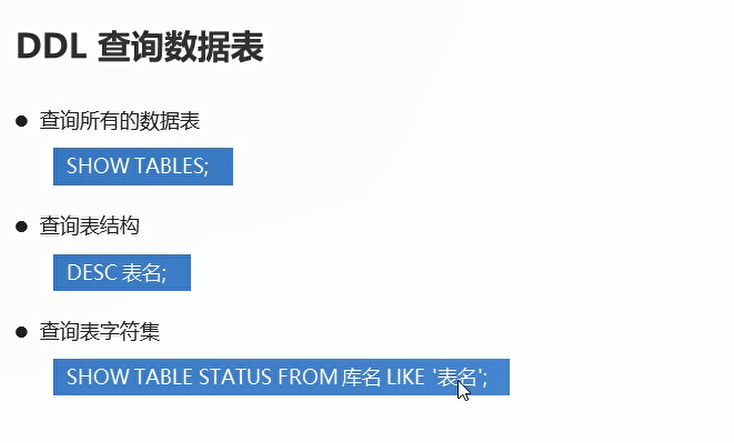 DDL 查询数据表
查询所有的数据表
SHOW TABLES;
查询表结构
DESC 表名;
查询表字符集
SHOW TABLE STATUS FROM 库名 LIKE '表名';